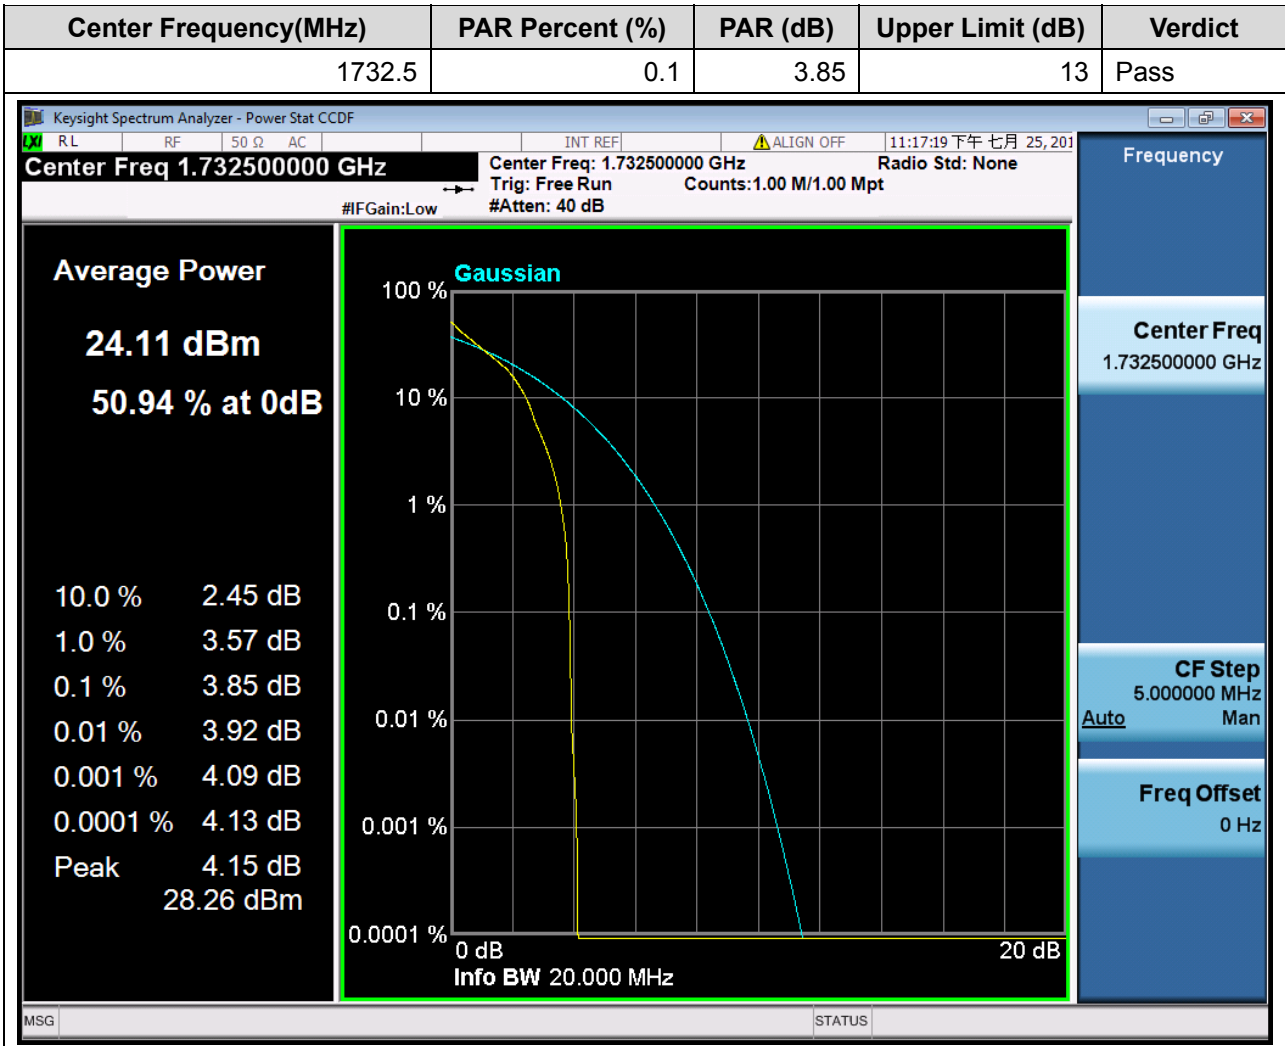 Center Frequency(MHz) PAR Percent (%) PAR (dB) Upper Limit (dB) Verdict
1732.5 0.1 3.85 13 Pass
Keysight Spectrum Analyzer - Power Stat CCDF
LXI RL RF 50 Ω AC INT REF ALIGN OFF 11:17:19 下午 七月 25, 201
Center Freq 1.732500000 GHz
Center Freq: 1.732500000 GHz Radio Std: None
Trig: Free Run Counts:1.00 M/1.00 Mpt
#IFGain:Low #Atten: 40 dB
Frequency
Average Power
24.11 dBm
50.94 % at 0dB
10.0 % 2.45 dB
1.0 % 3.57 dB
0.1 % 3.85 dB
0.01 % 3.92 dB
0.001 % 4.09 dB
0.0001 % 4.13 dB
Peak 4.15 dB
28.26 dBm
Gaussian
100 %
10 %
1 %
0.1 %
0.01 %
0.001 %
0.0001 %
0 dB 20 dB
Info BW 20.000 MHz
Center Freq
1.732500000 GHz
CF Step
5.000000 MHz
Auto Man
Freq Offset
0 Hz
MSG STATUS